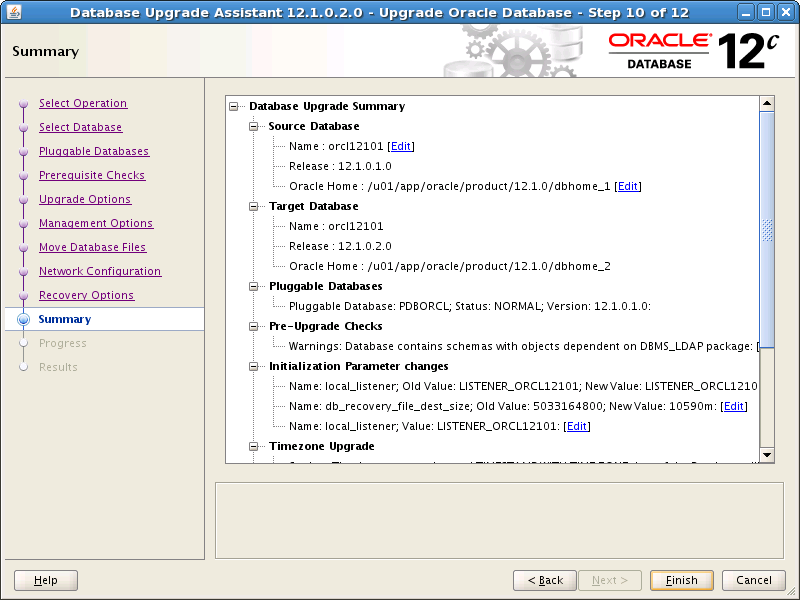 Database Upgrade Assistant 12.1.0.2.0 - Upgrade Oracle Database - Step 10 of 12
Summary
ORACLE
DATABASE
12c
Select Operation
Select Database
Pluggable Databases
Prerequisite Checks
Upgrade Options
Management Options
Move Database Files
Network Configuration
Recovery Options
Summary
Progress
Results
Database Upgrade Summary
Source Database
Name : orcl12101 [Edit]
Release : 12.1.0.1.0
Oracle Home : /u01/app/oracle/product/12.1.0/dbhome_1 [Edit]
Target Database
Name : orcl12101
Release : 12.1.0.2.0
Oracle Home : /u01/app/oracle/product/12.1.0/dbhome_2
Pluggable Databases
Pluggable Database: PDBORCL; Status: NORMAL; Version: 12.1.0.1.0:
Pre-Upgrade Checks
Warnings: Database contains schemas with objects dependent on DBMS_LDAP package: [
Initialization Parameter changes
Name: local_listener; Old Value: LISTENER_ORCL12101; New Value: LISTENER_ORCL1210
Name: db_recovery_file_dest_size; Old Value: 5033164800; New Value: 10590m: [Edit]
Name: local_listener; Value: LISTENER_ORCL12101: [Edit]
Timezone Upgrade
Help
< Back
Next >
Finish
Cancel